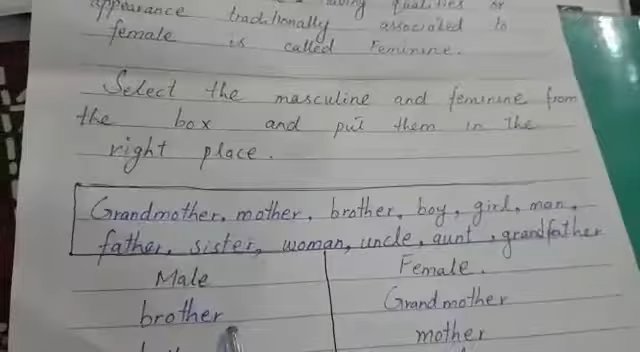 appearance traditionally associated to
female is called Feminine.
Select the masculine and feminine from
the box and put them in the
right place.
Grandmother, mother, brother, boy, girl, man,
father, sister, woman, uncle, aunt, grandfather
Male
Female.
brother
Grandmother
mother